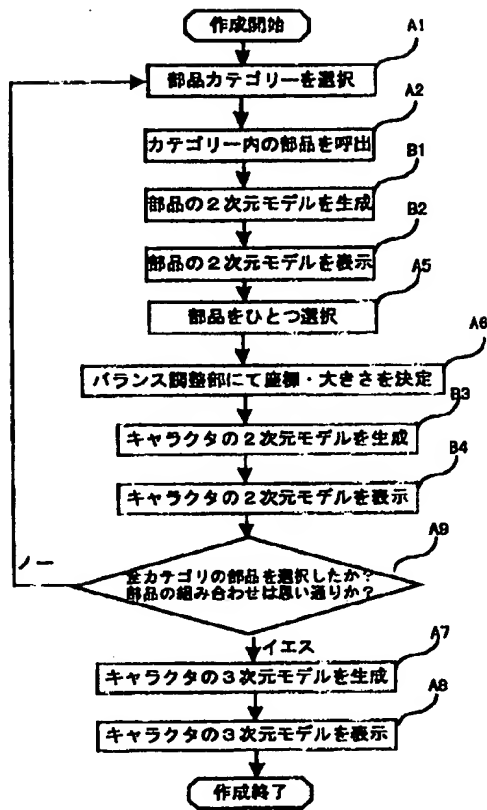 作成開始
A1
部品カテゴリーを選択
A2
カテゴリー内の部品を呼出
B1
部品の2次元モデルを生成
B2
部品の2次元モデルを表示
A5
部品をひとつ選択
A6
バランス調整部にて座標・大きさを決定
B3
キャラクタの2次元モデルを生成
B4
キャラクタの2次元モデルを表示
A9
全カテゴリの部品を選択したか?
部品の組み合わせは思い通りか?
ノー
イエス
A7
キャラクタの3次元モデルを生成
A8
キャラクタの3次元モデルを表示
作成終了